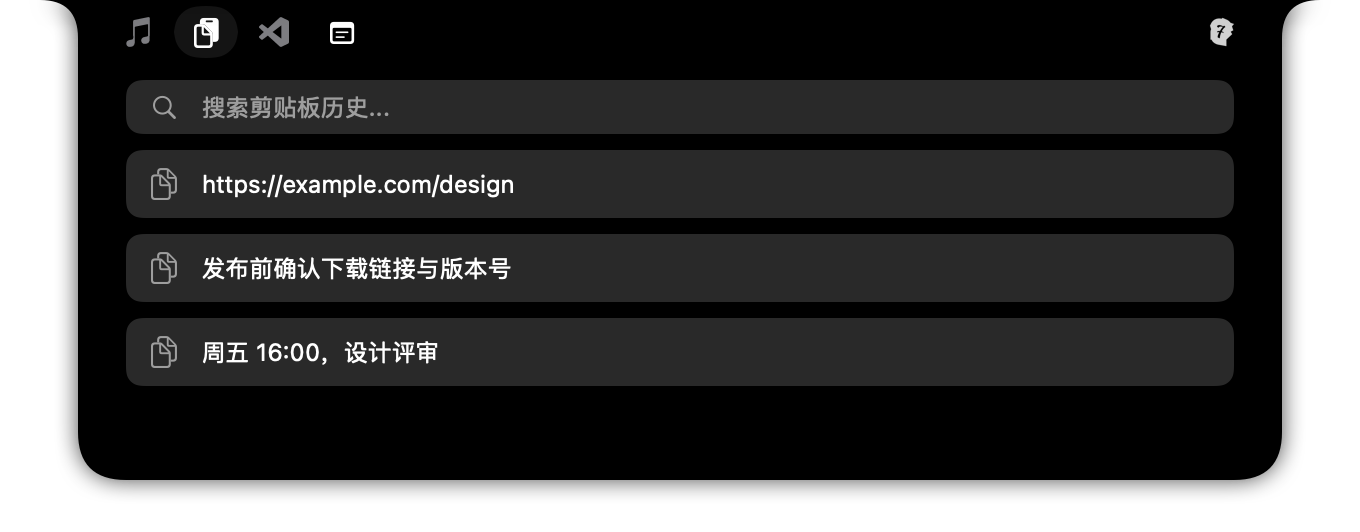 7
搜索剪贴板历史...
https://example.com/design
发布前确认下载链接与版本号
周五 16:00，设计评审